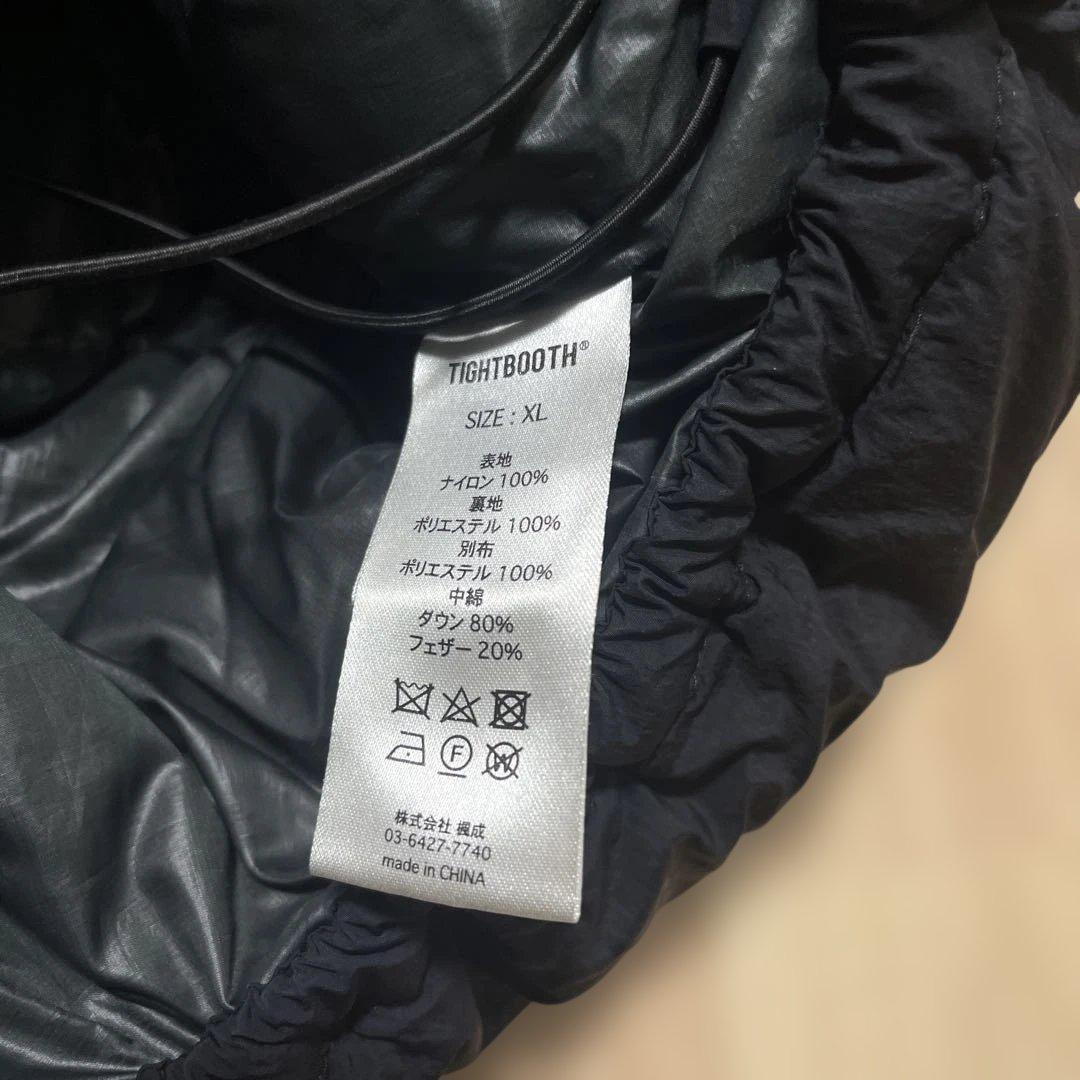 TIGHTBOOTH®
SIZE : XL
表地
ナイロン 100%
裏地
ポリエステル 100%
別布
ポリエステル 100%
中綿
ダウン 80%
フェザー 20%
F
W
株式会社 楓成
03-6427-7740
made in CHINA